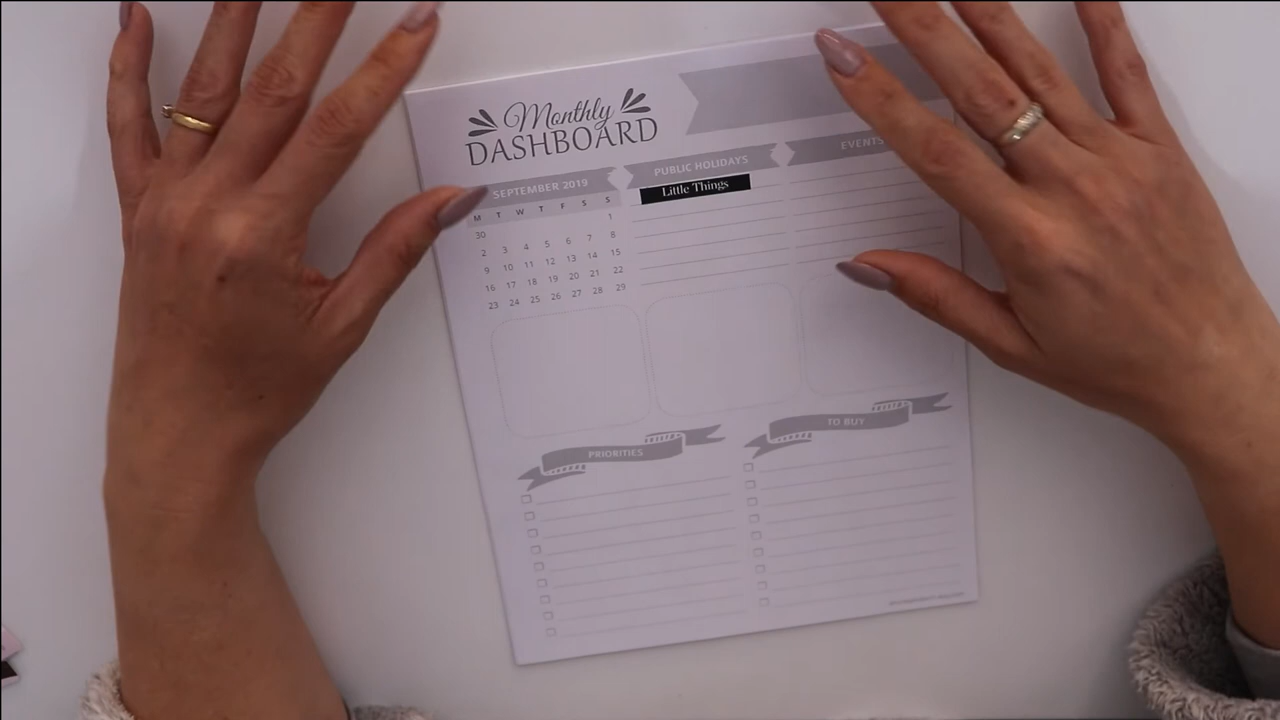 Monthly
DASHBOARD
SEPTEMBER 2019
M T W T F S S
1
30
2 3 4 5 6 7 8
9 10 11 12 13 14 15
16 17 18 19 20 21 22
23 24 25 26 27 28 29
PUBLIC HOLIDAYS
Little Things
EVENTS
PRIORITIES
TO BUY